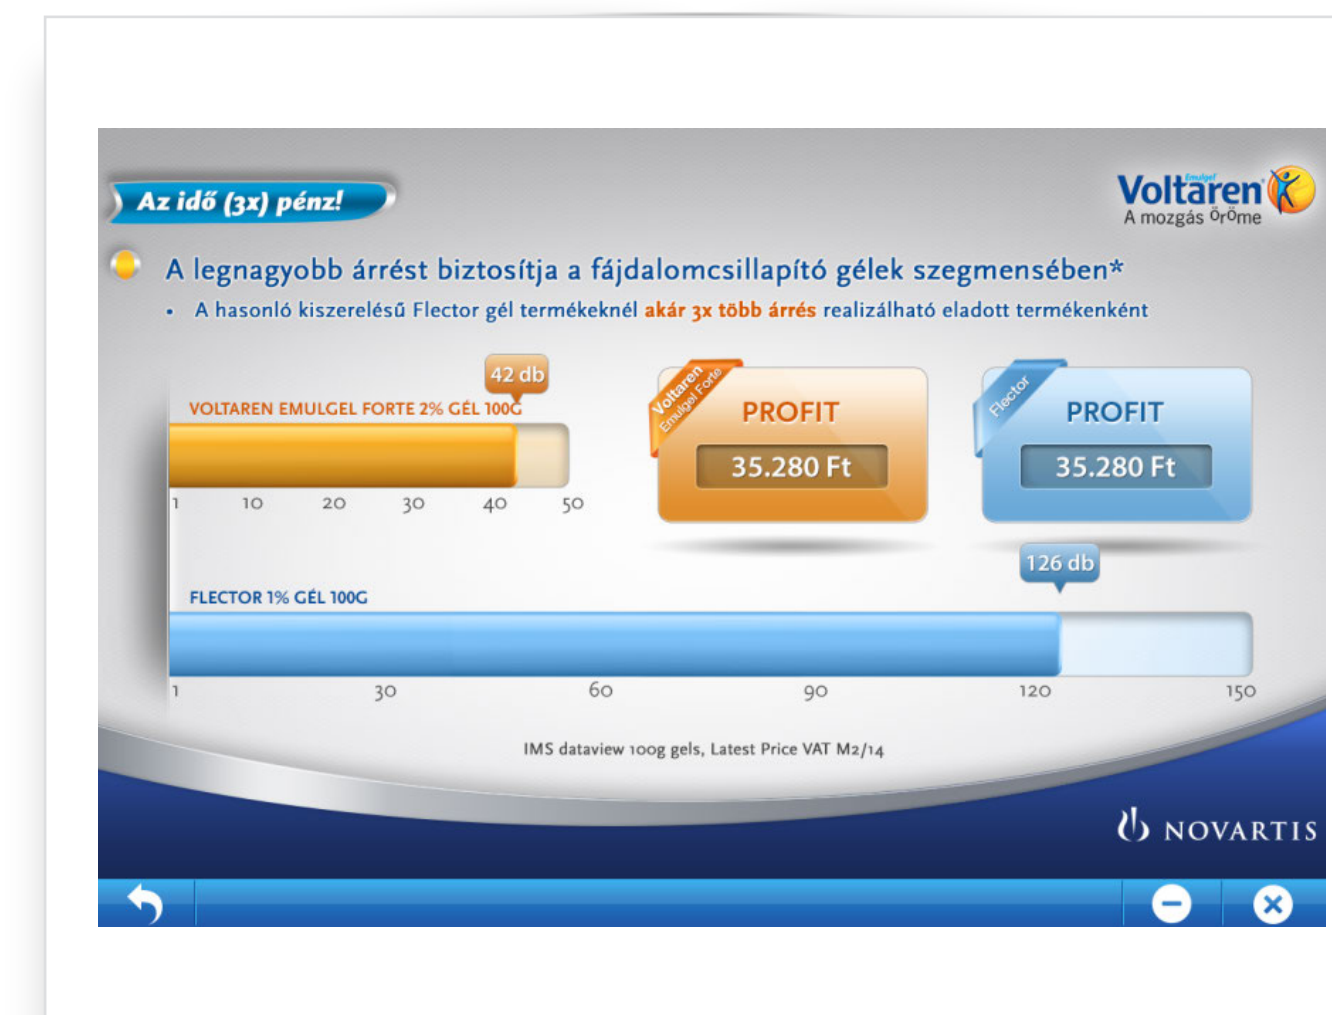 Az idő (3x) pénz!
Emulgel
Voltaren
A mozgás Öröme
A legnagyobb árrést biztosítja a fájdalomcsillapító gélek szegmensében*
• A hasonló kiszerelésű Flector gél termékeknél akár 3x több árrés realizálható eladott termékenként
42 db
VOLTAREN EMULGEL FORTE 2% GÉL 100G
1 10 20 30 40 50
Voltaren
Emulgel Forte
PROFIT
35.280 Ft
Flector
PROFIT
35.280 Ft
126 db
FLECTOR 1% GÉL 100G
1 30 60 90 120 150
IMS dataview 100g gels, Latest Price VAT M2/14
NOVARTIS